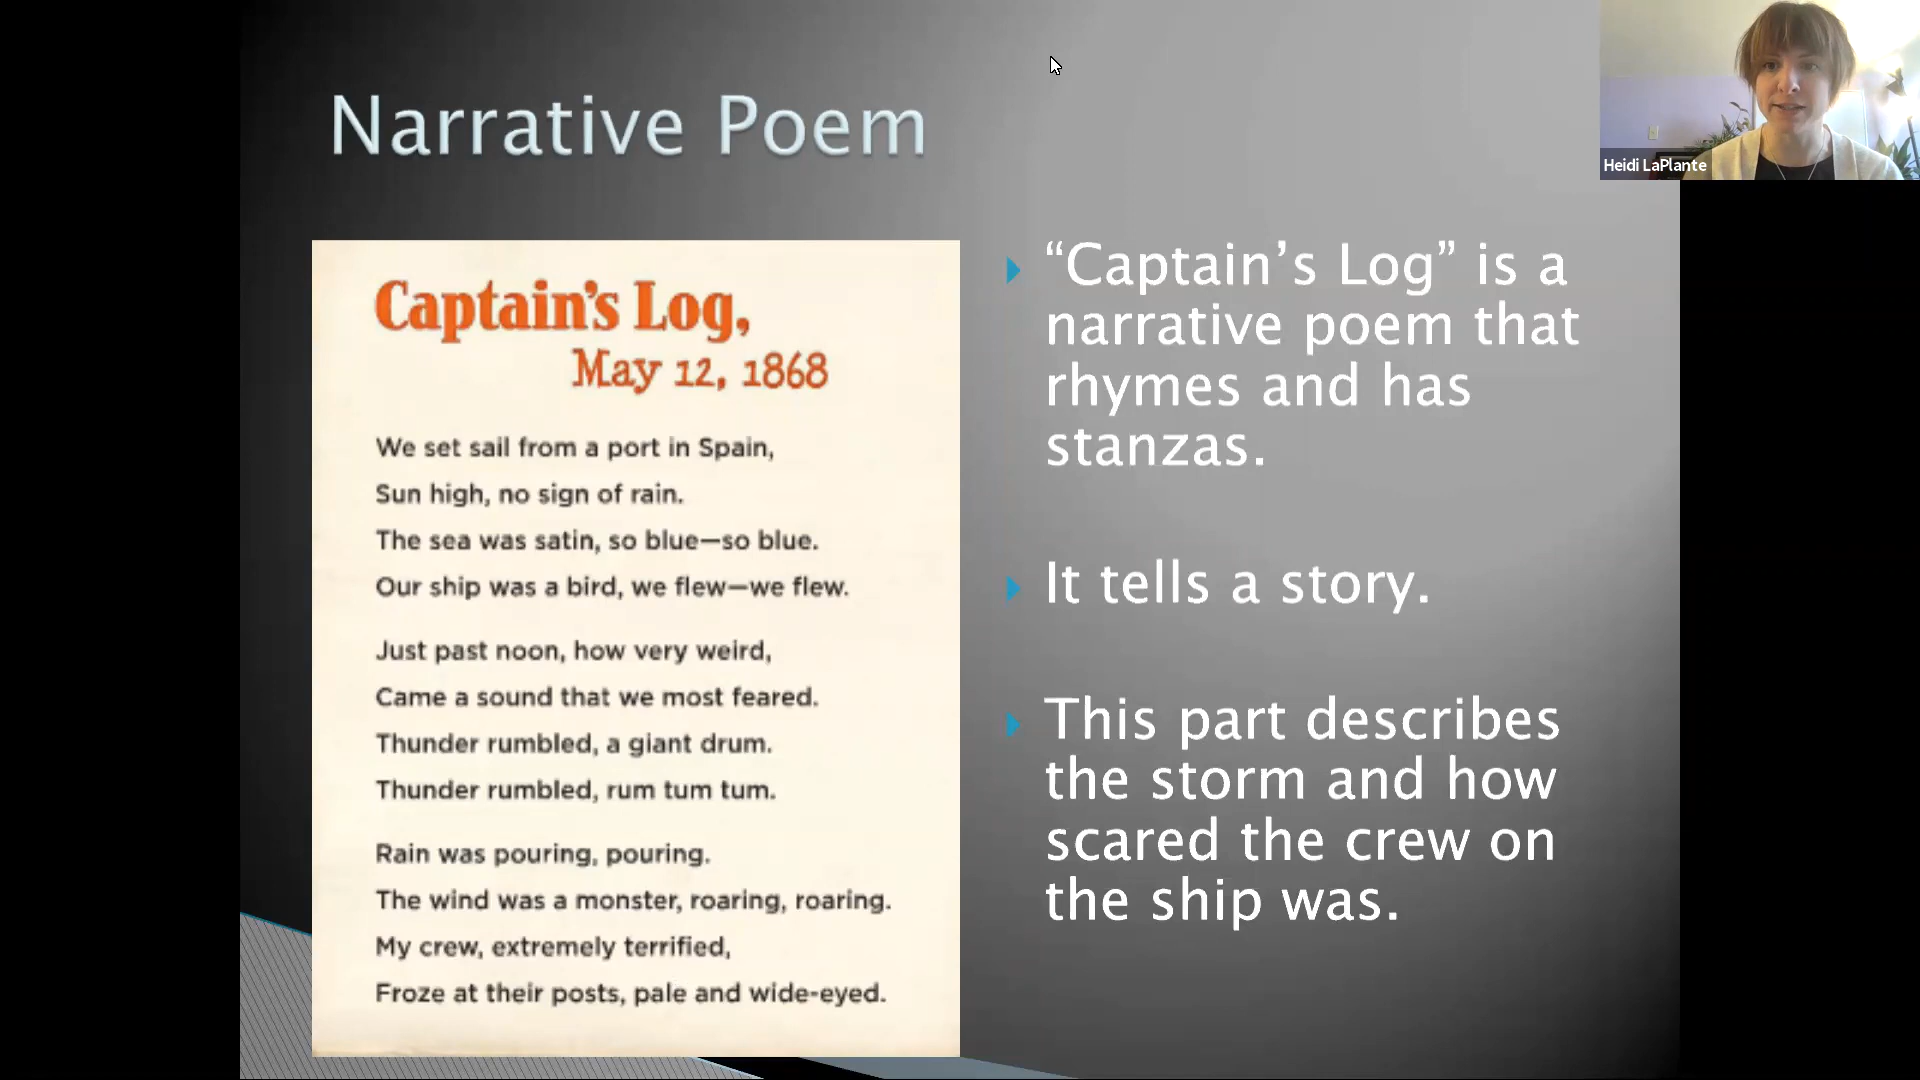 Narrative Poem
Heidi LaPlante
Captain's Log,
May 12, 1868
We set sail from a port in Spain,
Sun high, no sign of rain.
The sea was satin, so blue—so blue.
Our ship was a bird, we flew—we flew.
Just past noon, how very weird,
Came a sound that we most feared.
Thunder rumbled, a giant drum.
Thunder rumbled, rum tum tum.
Rain was pouring, pouring.
The wind was a monster, roaring, roaring.
My crew, extremely terrified,
Froze at their posts, pale and wide-eyed.
“Captain’s Log” is a
narrative poem that
rhymes and has
stanzas.
It tells a story.
This part describes
the storm and how
scared the crew on
the ship was.